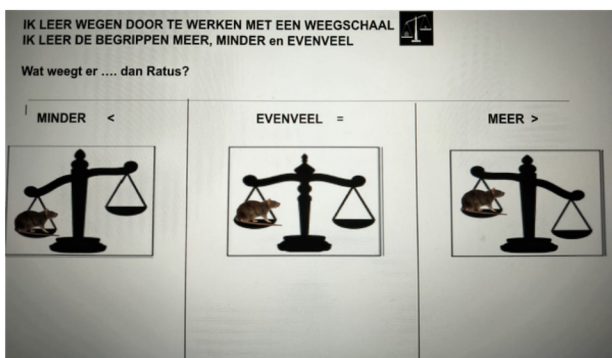 IK LEER WEGEN DOOR TE WERKEN MET EEN WEEGSCHAAL
IK LEER DE BEGRIPPEN MEER, MINDER en EVENVEEL
Wat weegt er .... dan Ratus?
MINDER <
EVENVEEL =
MEER >